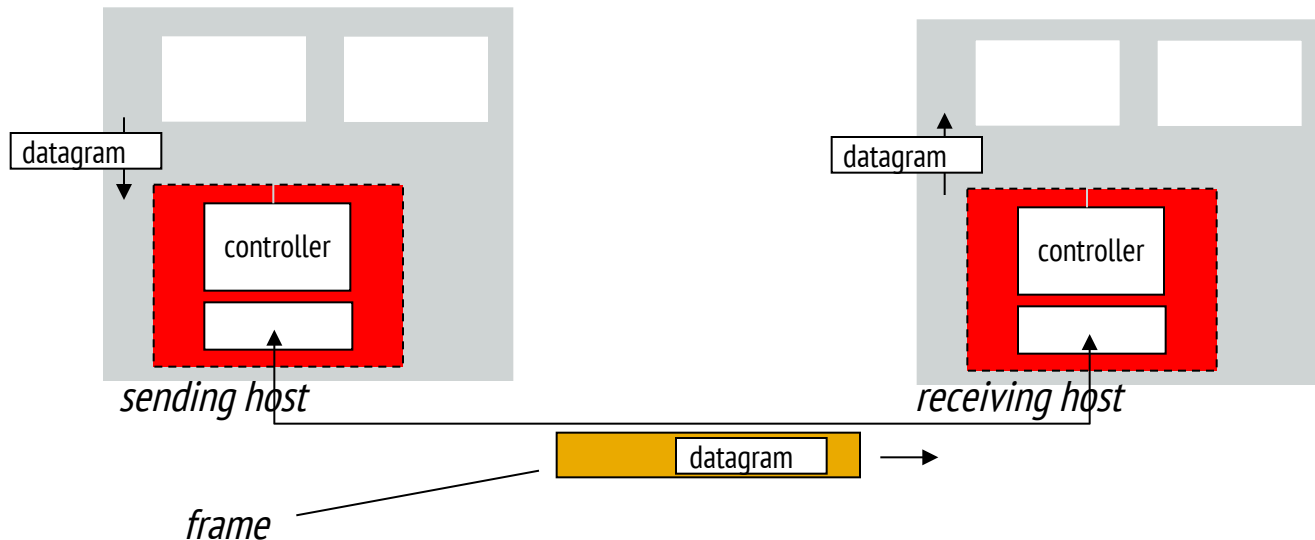 datagram
datagram
controller
controller
sending host
receiving host
datagram
frame